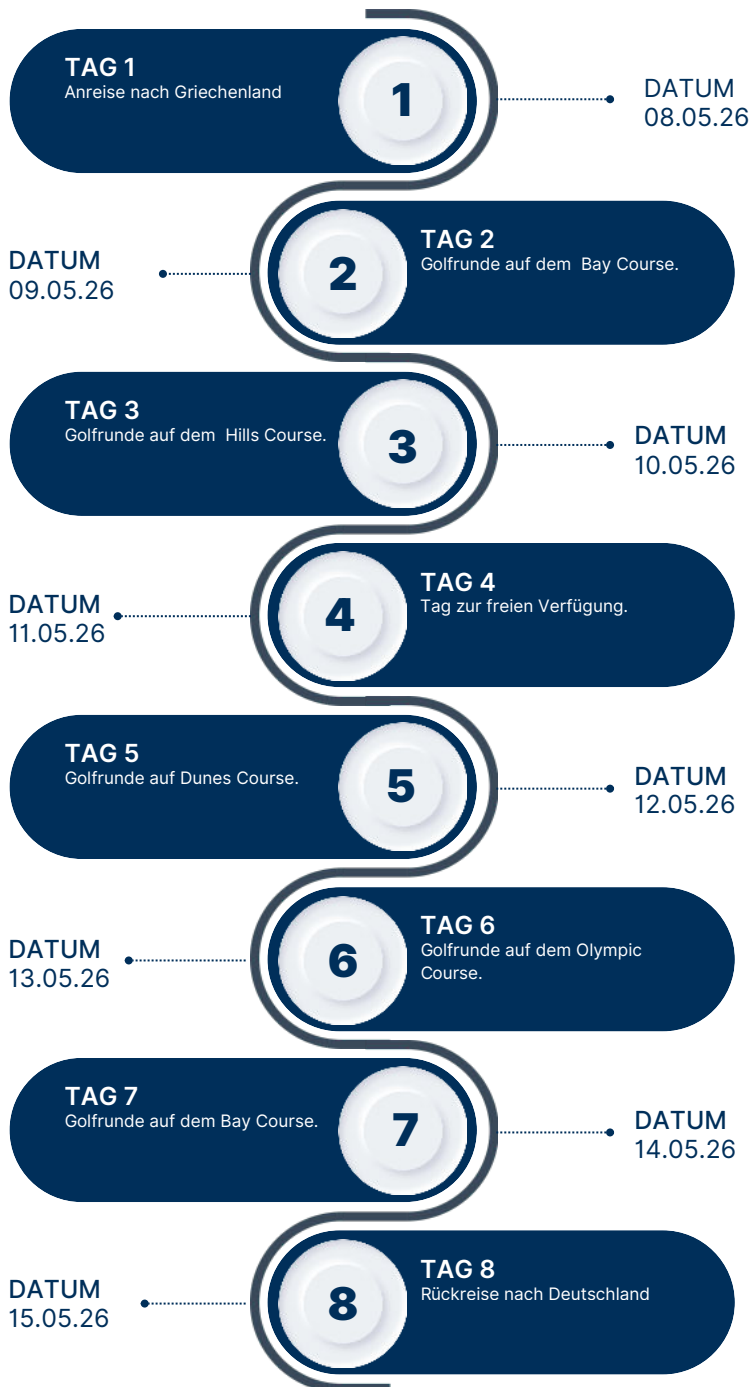 TAG 1
Anreise nach Griechenland
1
DATUM
08.05.26
DATUM
09.05.26
2
TAG 2
Golfrunde auf dem  Bay Course.
TAG 3
Golfrunde auf dem  Hills Course.
3
DATUM
10.05.26
DATUM
11.05.26
4
TAG 4
Tag zur freien Verfügung.
TAG 5
Golfrunde auf Dunes Course.
5
DATUM
12.05.26
DATUM
13.05.26
6
TAG 6
Golfrunde auf dem Olympic
Course.
TAG 7
Golfrunde auf dem Bay Course.
7
DATUM
14.05.26
DATUM
15.05.26
8
TAG 8
Rückreise nach Deutschland